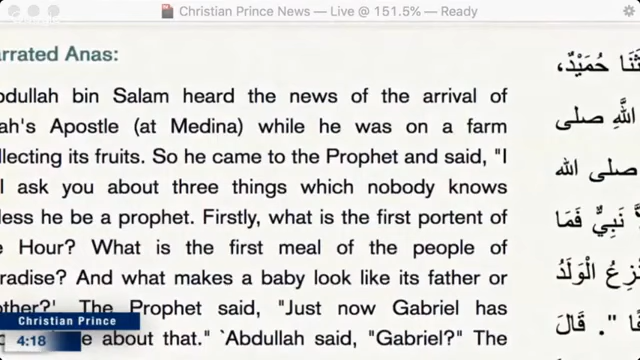 Christian Prince News — Live @ 151.5% — Ready
arrated Anas:
bdullah bin Salam heard the news of the arrival of
ah's Apostle (at Medina) while he was on a farm
llecting its fruits. So he came to the Prophet and said, "I
l ask you about three things which nobody knows
less he be a prophet. Firstly, what is the first portent of
e Hour? What is the first meal of the people of
radise? And what makes a baby look like its father or
other?'. The Prophet said, "Just now Gabriel has
e about that." `Abdullah said, "Gabriel?" The
ثَنَا حُمَيْدٌ،
اللَّهِ صلى
صلى الله
لاَّ نَبِيٌّ فَمَا
نْزِعُ الْوَلَدُ
فًا ". قَالَ
Christian Prince
4:18